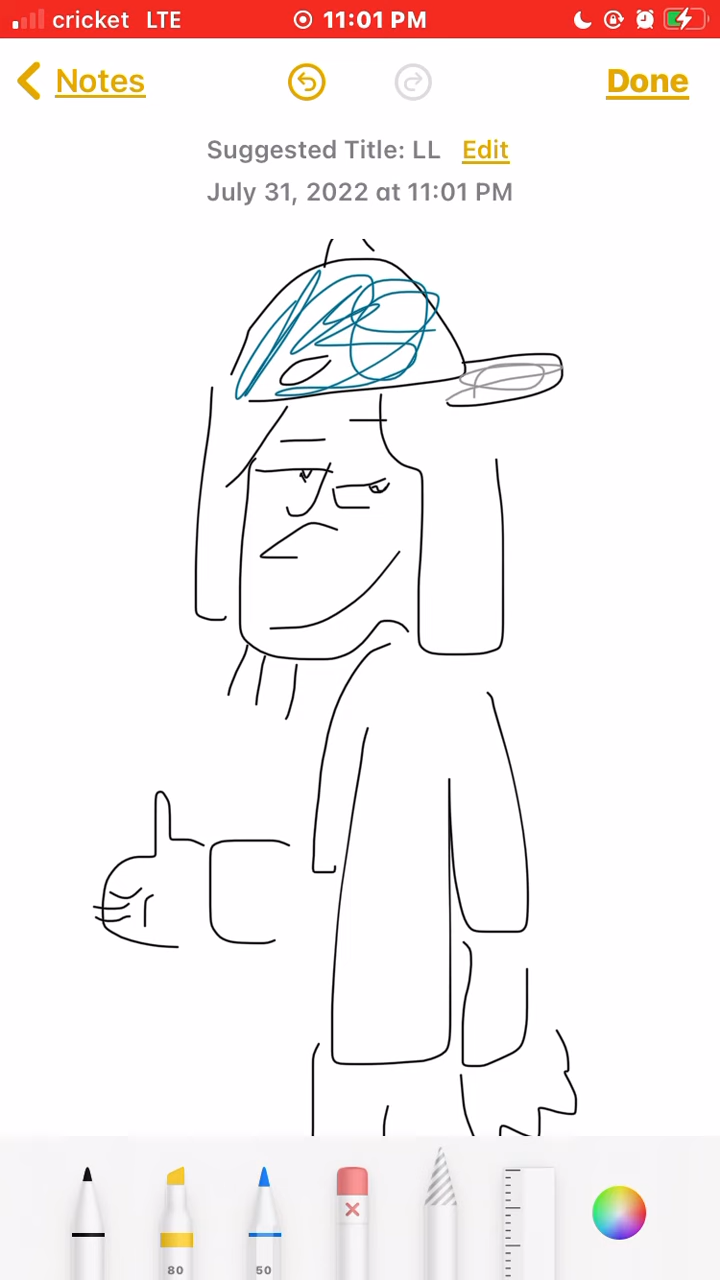 cricket LTE 11:01 PM
Notes Done
Suggested Title: LL Edit
July 31, 2022 at 11:01 PM
80 50